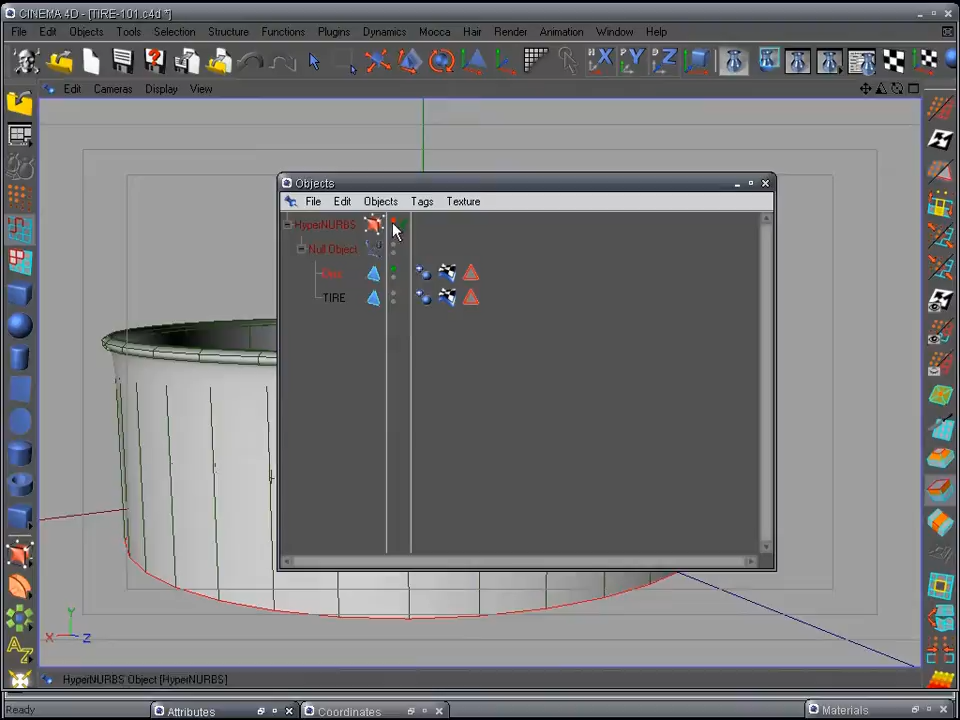 CINEMA 4D - [TIRE-101.c4d *]
File Edit Objects Tools Selection Structure Functions Plugins Dynamics Mocca Hair Render Animation Window Help
X Y Z
Edit Cameras Display View
Objects
File Edit Objects Tags Texture
HyperNURBS
Null Object
TIRE
Y
X Z
HyperNURBS Object [HyperNURBS]
Ready Attributes Coordinates Materials